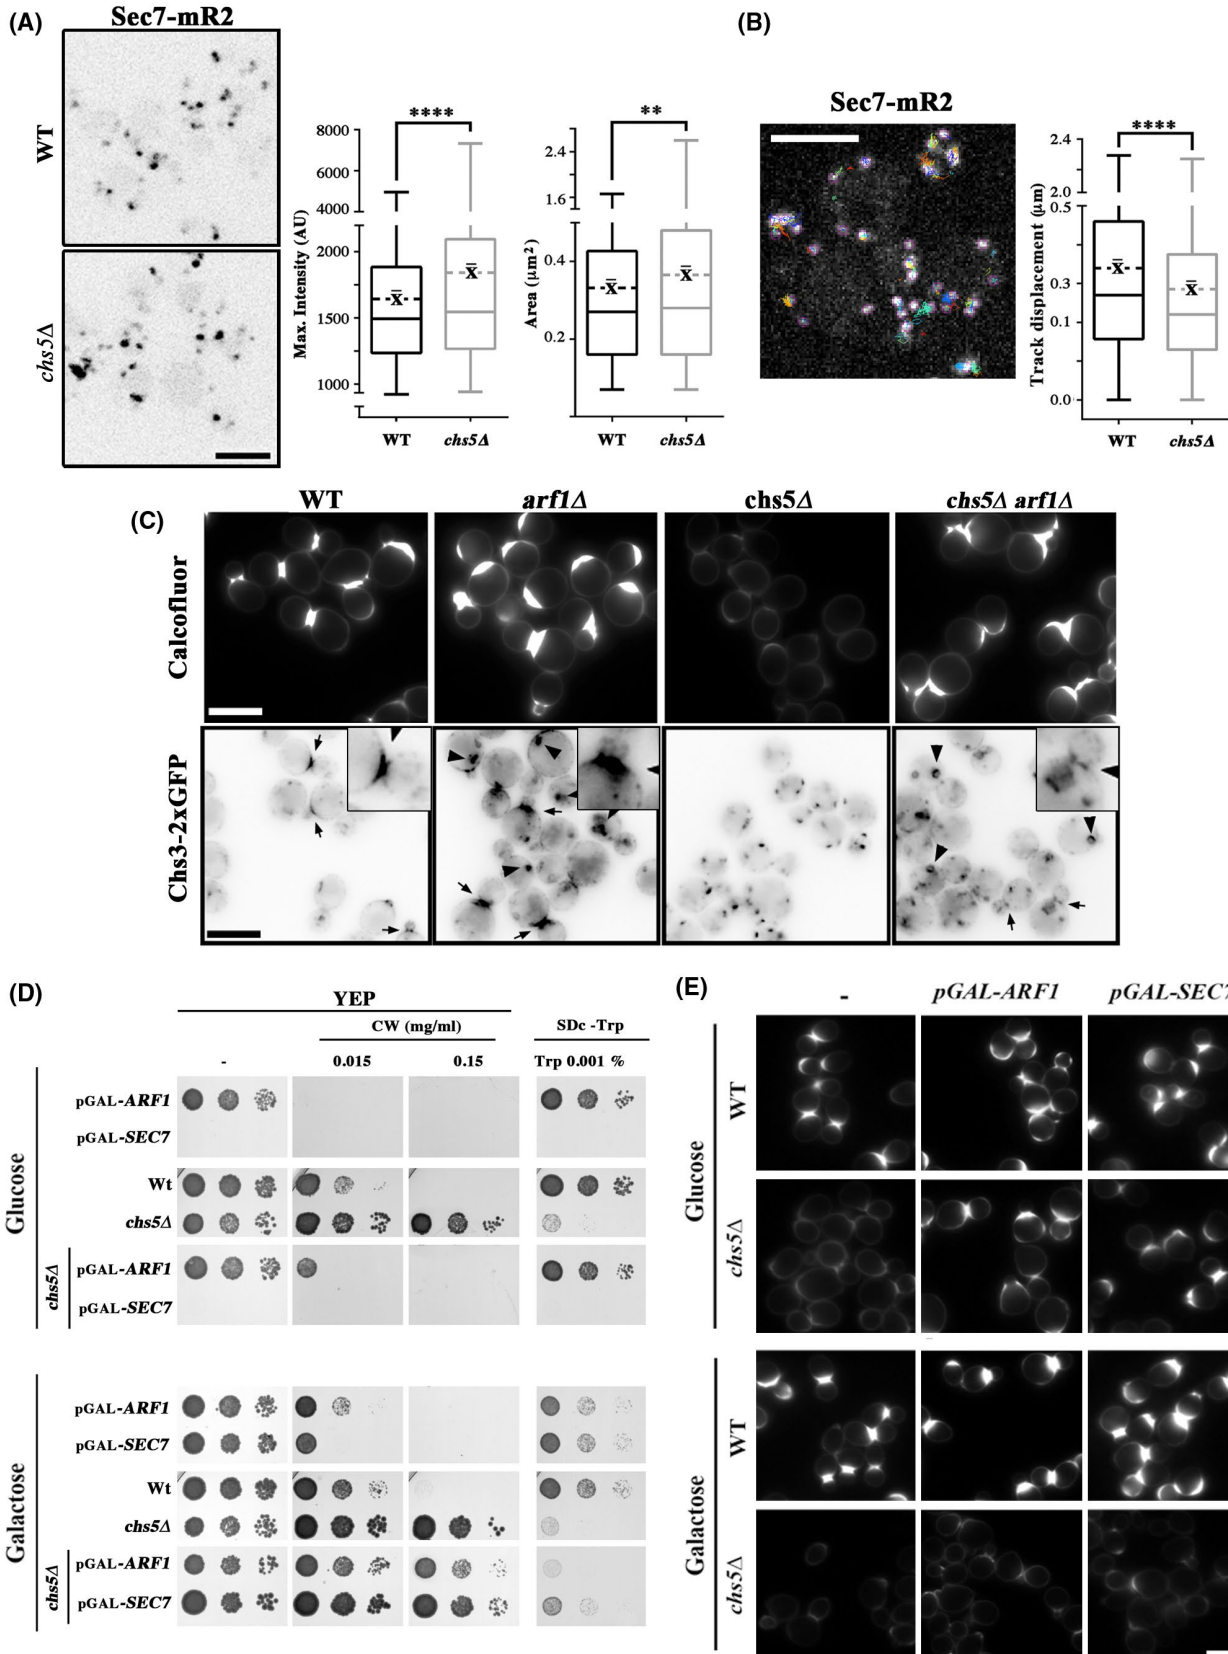 (A)
Sec7-mR2
WT
chs5Δ
****
Max. Intensity (AU)
8000
6000
4000
2000
1500
1000
x̄
x̄
WT
chs5Δ
**
Area (μm²)
2.4
1.6
0.4
0.2
x̄
x̄
WT
chs5Δ
(B)
Sec7-mR2
****
Track displacement (μm)
2.4
2.0
0.5
0.3
0.1
0.0
x̄
x̄
WT
chs5Δ
(C)
WT
arf1Δ
chs5Δ
chs5Δ arf1Δ
Calcofluor
Chs3-2xGFP
(D)
YEP
CW (mg/ml)
SDc -Trp
-
0.015
0.15
Trp 0.001 %
Glucose
pGAL-ARF1
pGAL-SEC7
Wt
chs5Δ
chs5Δ
pGAL-ARF1
pGAL-SEC7
Galactose
pGAL-ARF1
pGAL-SEC7
Wt
chs5Δ
chs5Δ
pGAL-ARF1
pGAL-SEC7
(E)
-
pGAL-ARF1
pGAL-SEC7
Glucose
WT
chs5Δ
Galactose
WT
chs5Δ